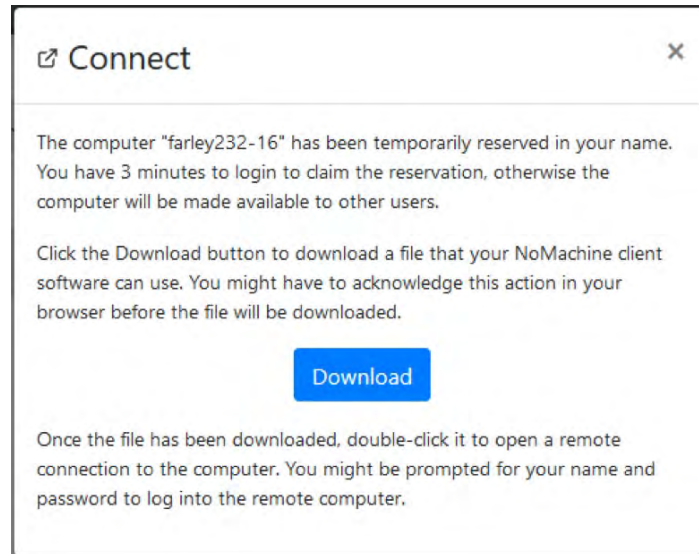 Connect
×
The computer "farley232-16" has been temporarily reserved in your name.
You have 3 minutes to login to claim the reservation, otherwise the
computer will be made available to other users.
Click the Download button to download a file that your NoMachine client
software can use. You might have to acknowledge this action in your
browser before the file will be downloaded.
Download
Once the file has been downloaded, double-click it to open a remote
connection to the computer. You might be prompted for your name and
password to log into the remote computer.